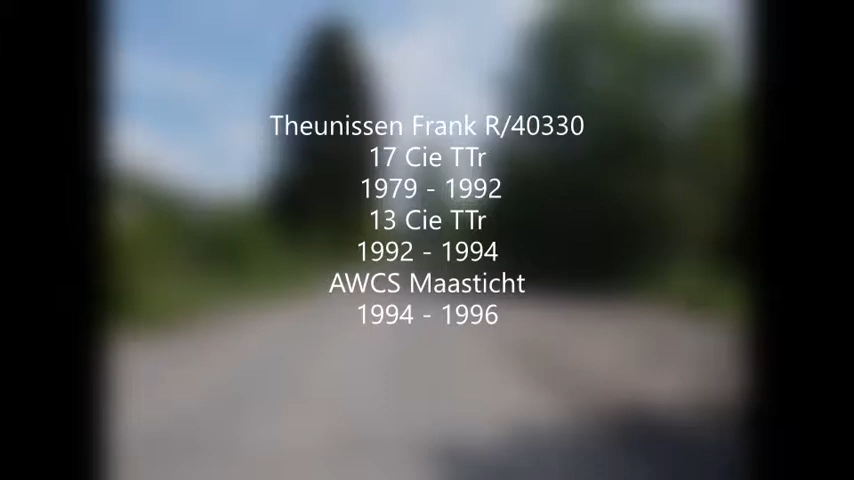 Theunissen Frank R/40330
17 Cie TTr
1979 - 1992
13 Cie TTr
1992 - 1994
AWCS Maasticht
1994 - 1996